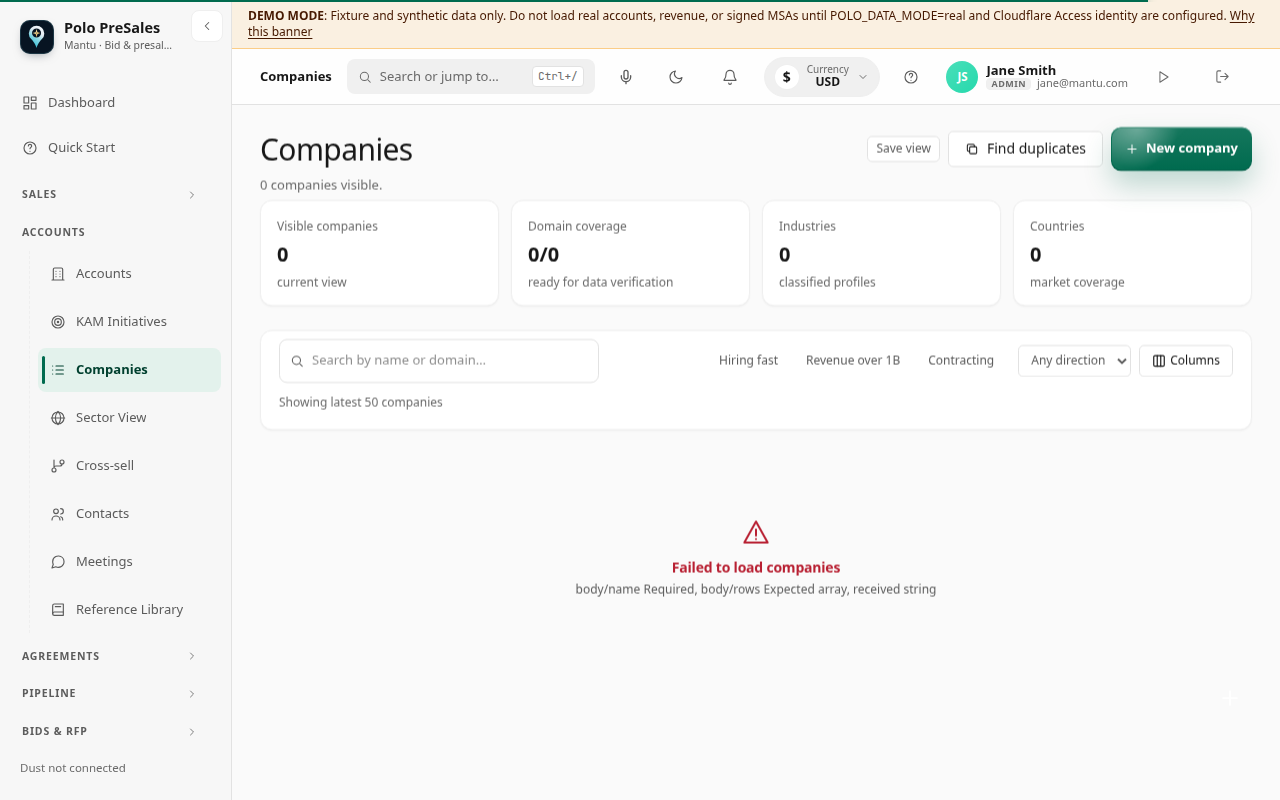 Polo PreSales
Mantu · Bid & presal...
Dashboard
Quick Start
SALES
ACCOUNTS
Accounts
KAM Initiatives
Companies
Sector View
Cross-sell
Contacts
Meetings
Reference Library
AGREEMENTS
PIPELINE
BIDS & RFP
Dust not connected
DEMO MODE: Fixture and synthetic data only. Do not load real accounts, revenue, or signed MSAs until POLO_DATA_MODE=real and Cloudflare Access identity are configured. Why
this banner
Companies
Search or jump to...
Ctrl+/
$
Currency
USD
JS
Jane Smith
ADMIN jane@mantu.com
Companies
0 companies visible.
Save view
Find duplicates
+ New company
Visible companies
0
current view
Domain coverage
0/0
ready for data verification
Industries
0
classified profiles
Countries
0
market coverage
Search by name or domain...
Hiring fast
Revenue over 1B
Contracting
Any direction
Columns
Showing latest 50 companies
Failed to load companies
body/name Required, body/rows Expected array, received string